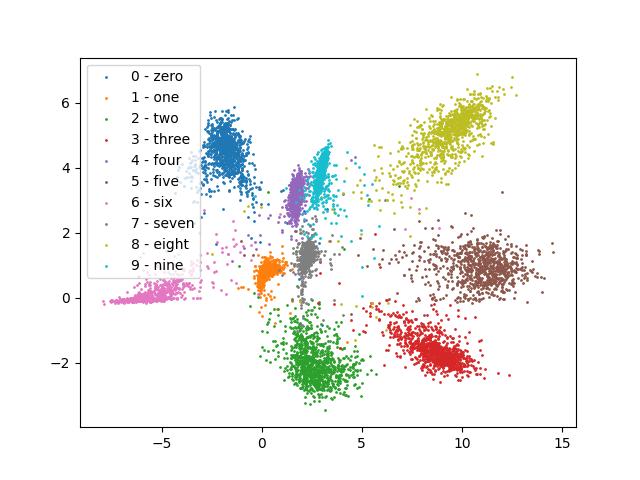 0 - zero
1 - one
2 - two
3 - three
4 - four
5 - five
6 - six
7 - seven
8 - eight
9 - nine
6
4
2
0
−2
−5 0 5 10 15